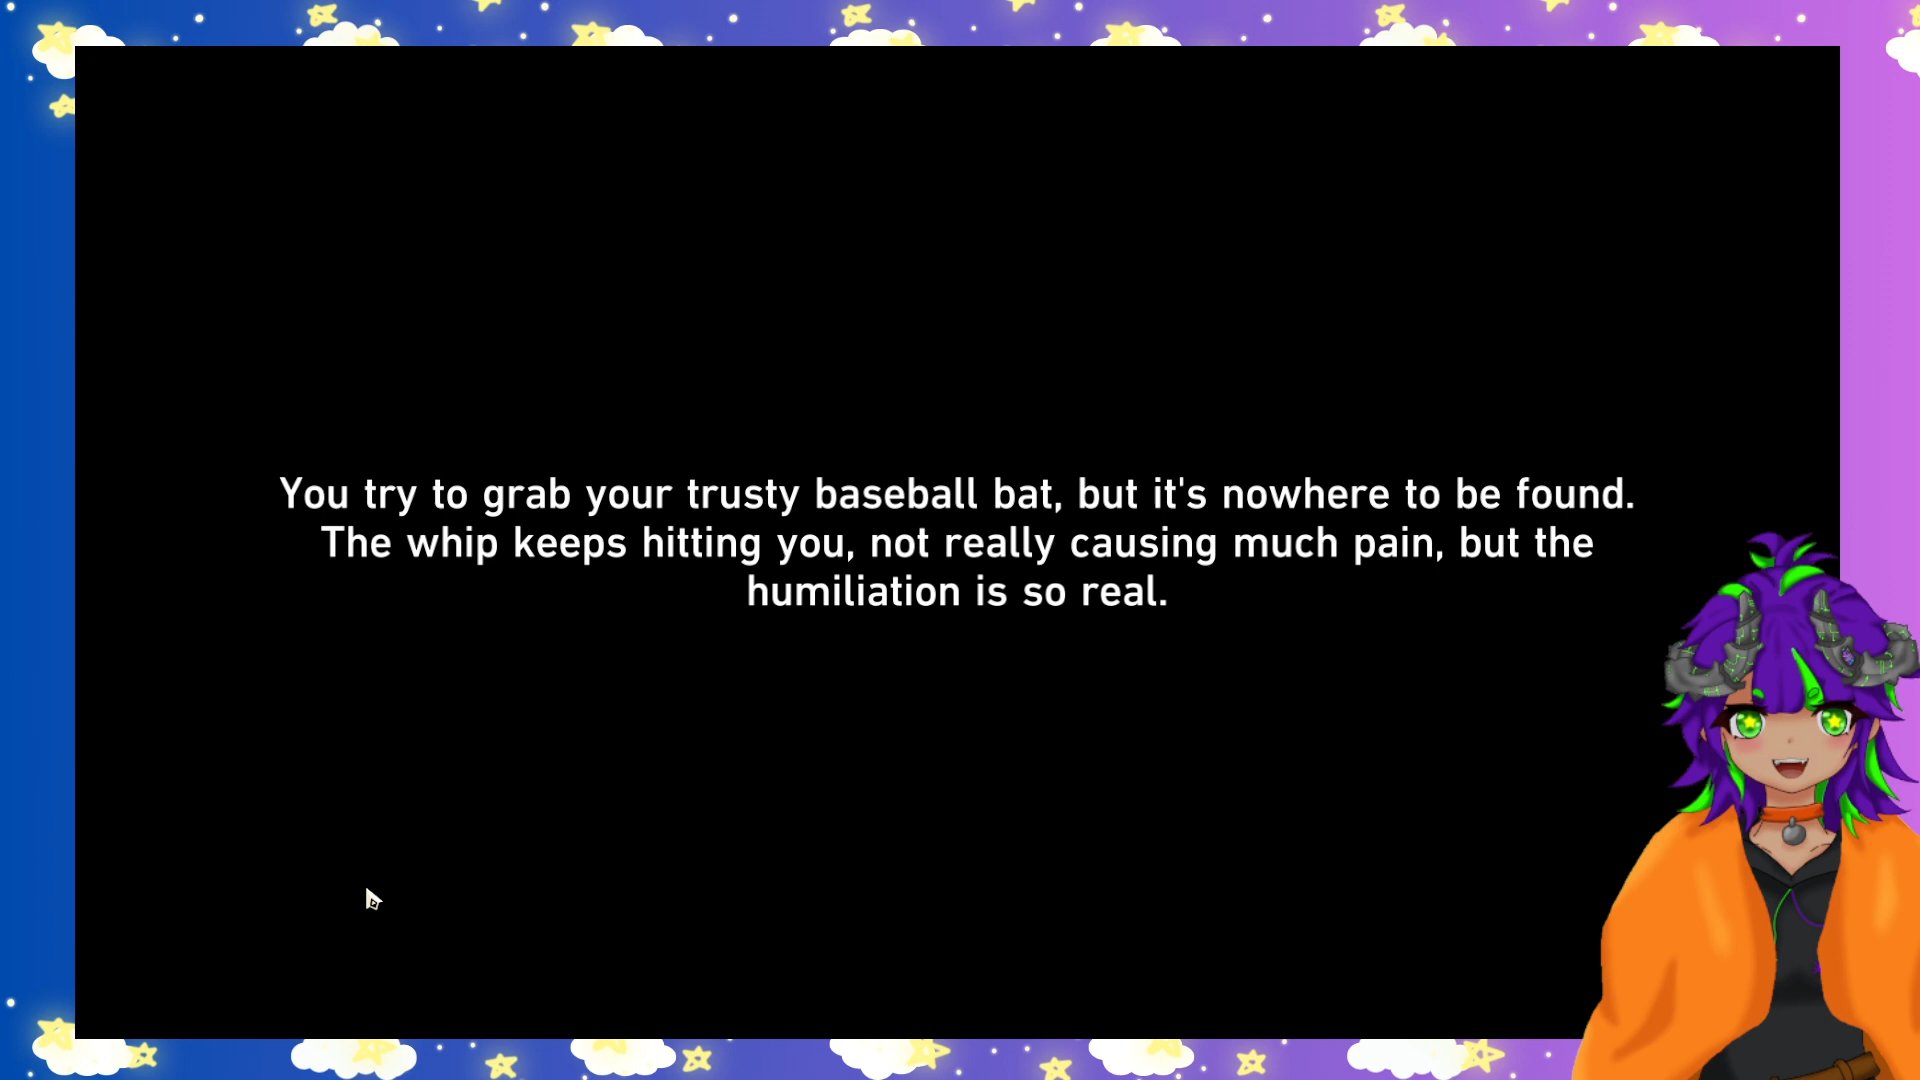 You try to grab your trusty baseball bat, but it's nowhere to be found.
The whip keeps hitting you, not really causing much pain, but the
humiliation is so real.